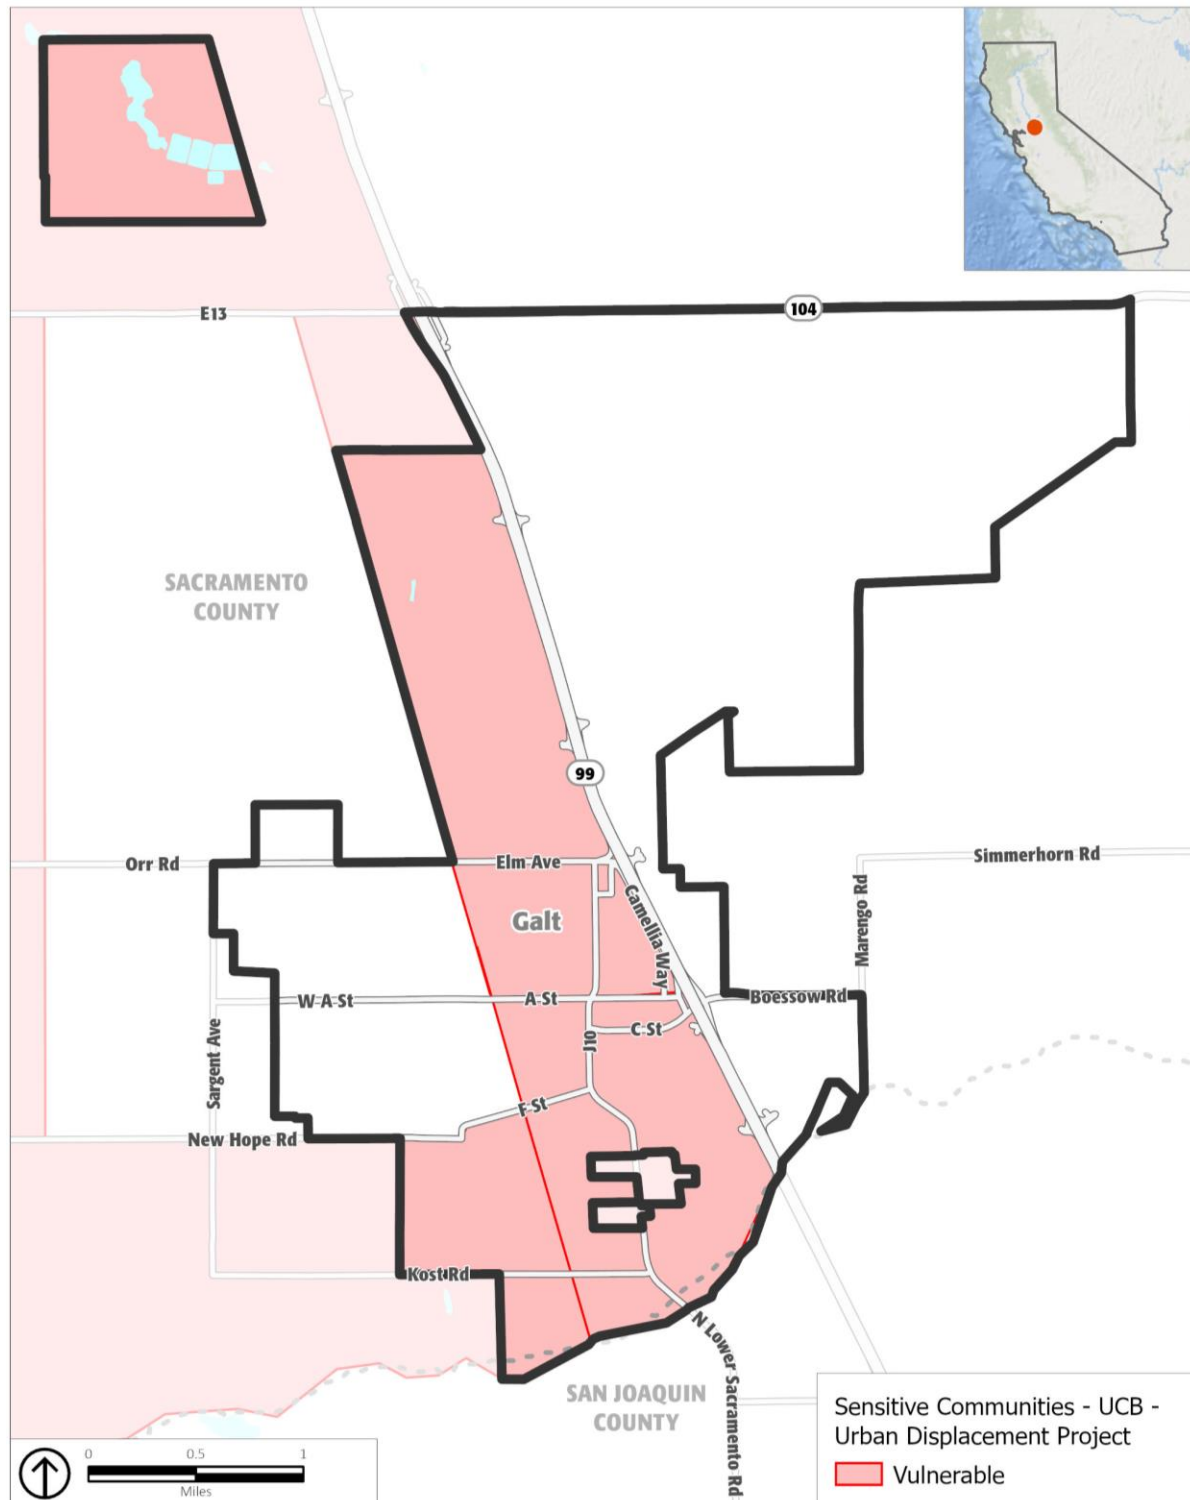 E13
104
SACRAMENTO
COUNTY
99
Orr Rd
Elm Ave
Simmerhorn Rd
Galt
Camellia Way
Marengo Rd
W A St
A St
Boessow Rd
C St
J10
Sargent Ave
F St
New Hope Rd
Kost Rd
N Lower Sacramento Rd
SAN JOAQUIN
COUNTY
Sensitive Communities - UCB -
Urban Displacement Project
Vulnerable
0 0.5 1
Miles